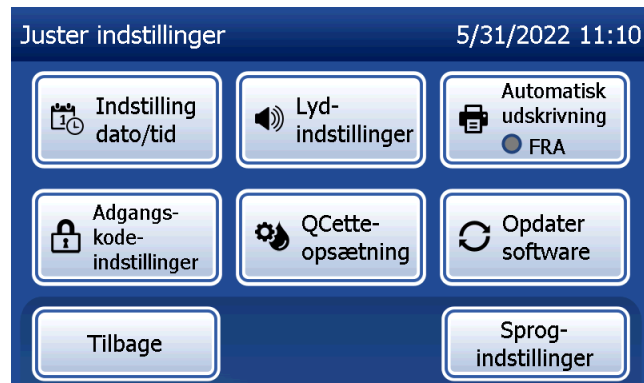 Juster indstillinger 5/31/2022 11:10
Indstilling
dato/tid
Lyd-
indstillinger
Automatisk
udskrivning
FRA
Adgangs-
kode-
indstillinger
QCette-
opsætning
Opdater
software
Tilbage
Sprog-
indstillinger